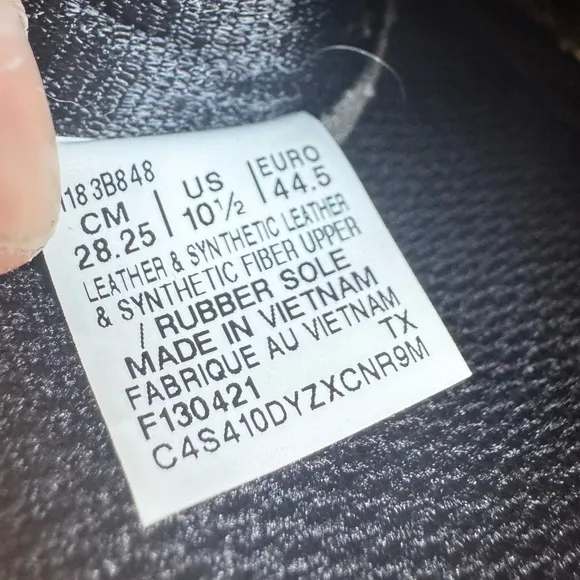 1183B848
CM | US | EURO
28.25 | 10½ | 44.5
LEATHER & SYNTHETIC LEATHER
& SYNTHETIC FIBER UPPER
/ RUBBER SOLE
MADE IN VIETNAM
FABRIQUE AU VIETNAM
F130421 TX
C4S410DYZXCNR9M